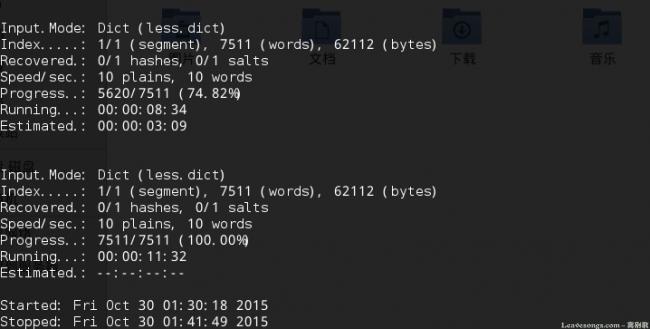 Input.Mode: Dict (less.dict)
Index.....: 1/1 (segment), 7511 (words), 62112 (bytes)
Recovered.: 0/1 hashes, 0/1 salts
Speed/sec.: 10 plains, 10 words
Progress..: 5620/7511 (74.82%)
Running...: 00:00:08:34
Estimated.: 00:00:03:09
图片 文档 下载 音乐
磁盘
Input.Mode: Dict (less.dict)
Index.....: 1/1 (segment), 7511 (words), 62112 (bytes)
Recovered.: 0/1 hashes, 0/1 salts
Speed/sec.: 10 plains, 10 words
Progress..: 7511/7511 (100.00%)
Running...: 00:00:11:32
Estimated.: --:--:--:--
Started: Fri Oct 30 01:30:18 2015
Stopped: Fri Oct 30 01:41:49 2015
Leavesongs.com - 离别歌